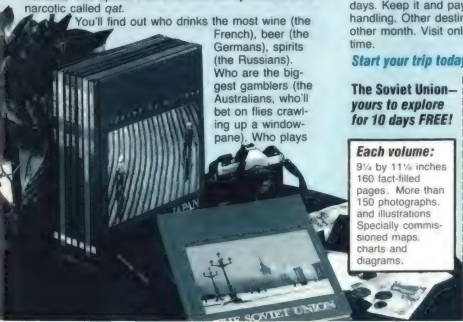 narcotic called qat.
You'll find out who drinks the most wine (the
French), beer (the
Germans), spirits
(the Russians).
Who are the big-
gest gamblers (the
Australians, who'll
bet on flies crawl-
ing up a window-
pane). Who plays
JAPAN
THE SOVIET UNION
days. Keep it and pay
handling. Other destin
other month. Visit onl
time.
Start your trip today
The Soviet Union—
yours to explore
for 10 days FREE!
Each volume:
9¼ by 11⅛ inches
160 fact-filled
pages. More than
150 photographs,
and illustrations
Specially commis-
sioned maps,
charts and
diagrams.